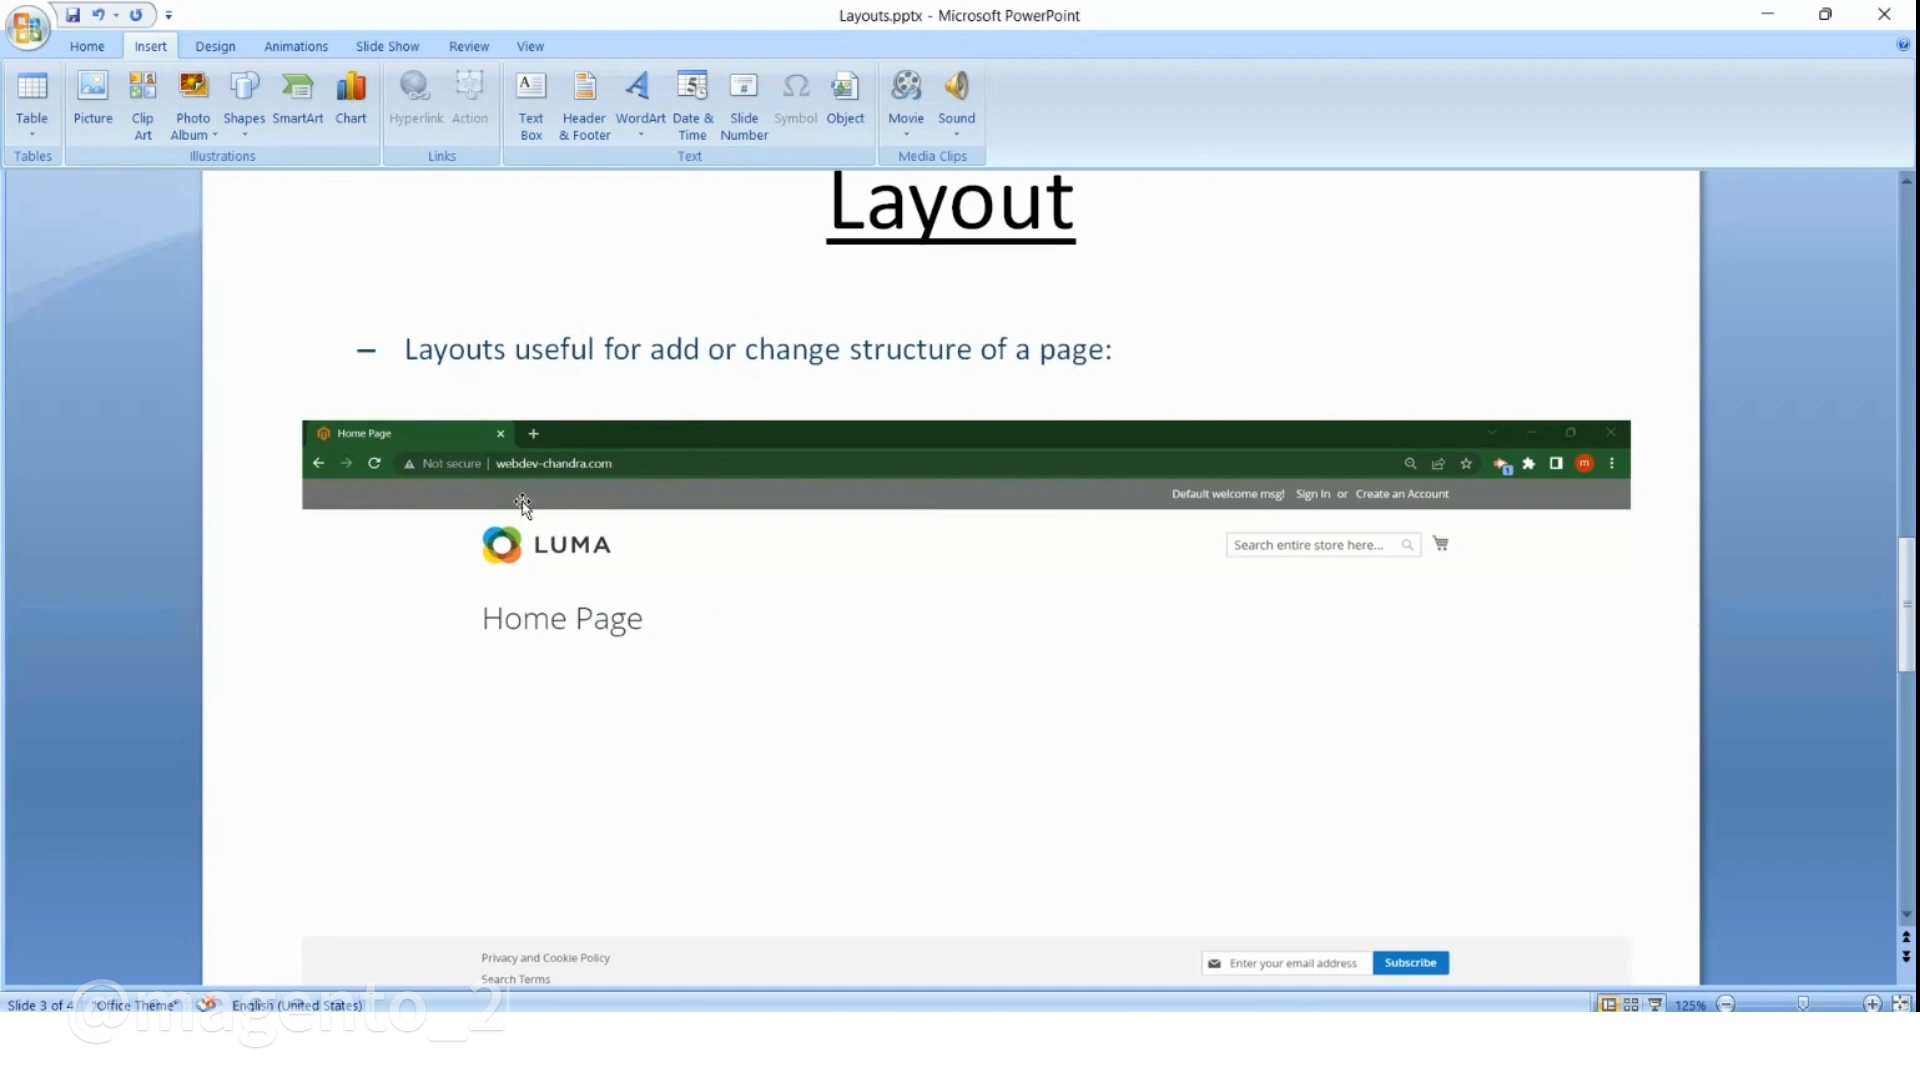 Layouts.pptx - Microsoft PowerPoint
Home Insert Design Animations Slide Show Review View
Table Picture Clip Art Photo Album Shapes SmartArt Chart Hyperlink Action Text Box Header & Footer WordArt Date & Time Slide Number Symbol Object Movie Sound
Tables Illustrations Links Text Media Clips
Layout
– Layouts useful for add or change structure of a page:
Home Page
Not secure | webdev-chandra.com
Default welcome msg! Sign In or Create an Account
LUMA
Search entire store here...
Home Page
Privacy and Cookie Policy
Enter your email address Subscribe
Search Terms
Slide 3 of 4 "Office Theme" English (United States) 125%
@magento_2